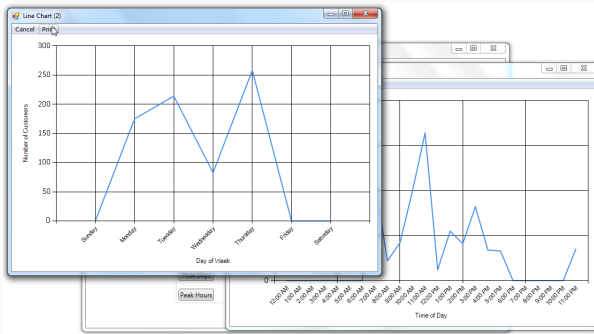 Line Chart (2)
Cancel Print
300
250
200
150
100
50
0
Number of Customers
Sunday
Monday
Tuesday
Wednesday
Thursday
Friday
Saturday
Day of Week
Peak Hours
0
12:00 AM
1:00 AM
2:00 AM
3:00 AM
4:00 AM
5:00 AM
6:00 AM
7:00 AM
8:00 AM
9:00 AM
10:00 AM
11:00 AM
12:00 PM
1:00 PM
2:00 PM
3:00 PM
4:00 PM
5:00 PM
6:00 PM
7:00 PM
8:00 PM
9:00 PM
10:00 PM
11:00 PM
Time of Day